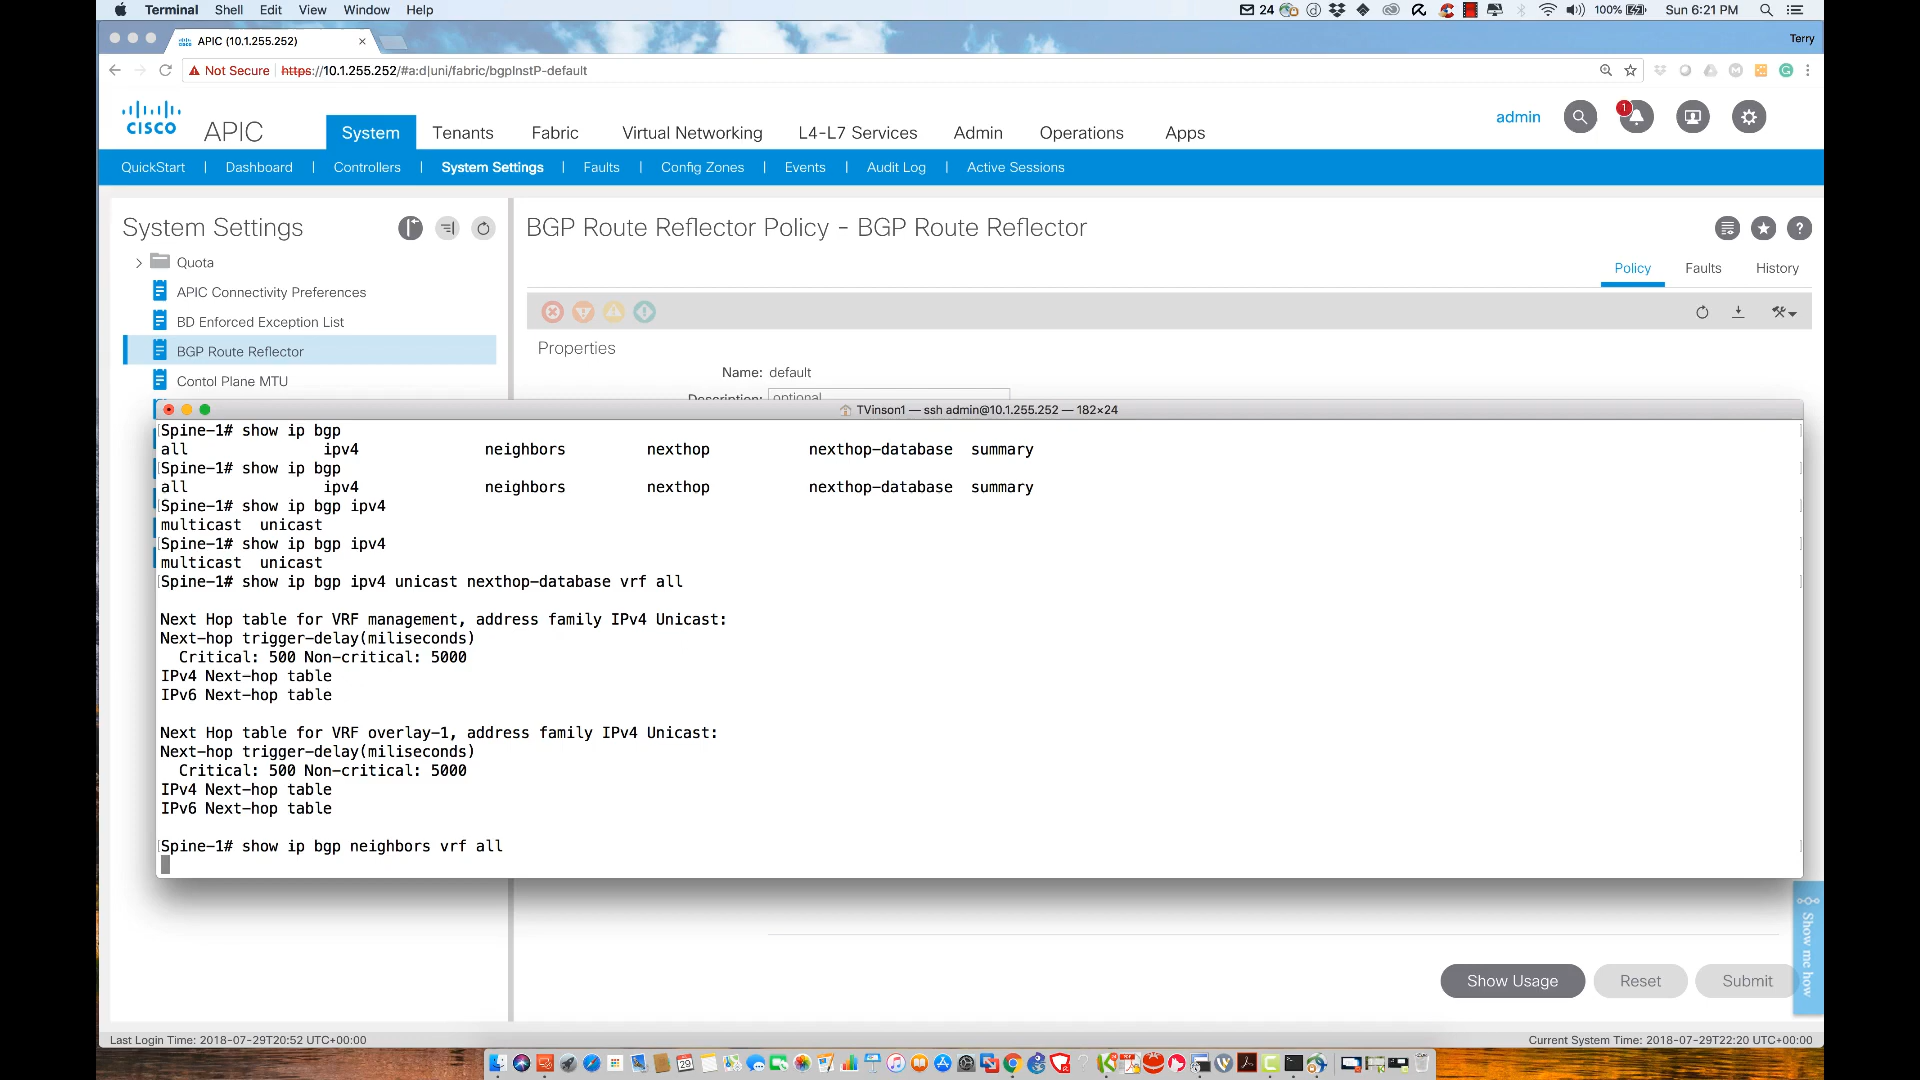 Terminal Shell Edit View Window Help 24 100% Sun 6:21 PM
APIC (10.1.255.252) Terry
Not Secure https://10.1.255.252/#a:d|uni/fabric/bgpInstP-default
CISCO APIC System Tenants Fabric Virtual Networking L4-L7 Services Admin Operations Apps admin 1
QuickStart | Dashboard | Controllers | System Settings | Faults | Config Zones | Events | Audit Log | Active Sessions
System Settings
Quota
APIC Connectivity Preferences
BD Enforced Exception List
BGP Route Reflector
Contol Plane MTU
BGP Route Reflector Policy - BGP Route Reflector
Policy Faults History
Properties
Name: default
Description: optional
TVinson1 — ssh admin@10.1.255.252 — 182×24
Spine-1# show ip bgp
all ipv4 neighbors nexthop nexthop-database summary
Spine-1# show ip bgp
all ipv4 neighbors nexthop nexthop-database summary
Spine-1# show ip bgp ipv4
multicast unicast
Spine-1# show ip bgp ipv4
multicast unicast
Spine-1# show ip bgp ipv4 unicast nexthop-database vrf all
Next Hop table for VRF management, address family IPv4 Unicast:
Next-hop trigger-delay(miliseconds)
Critical: 500 Non-critical: 5000
IPv4 Next-hop table
IPv6 Next-hop table
Next Hop table for VRF overlay-1, address family IPv4 Unicast:
Next-hop trigger-delay(miliseconds)
Critical: 500 Non-critical: 5000
IPv4 Next-hop table
IPv6 Next-hop table
Spine-1# show ip bgp neighbors vrf all
Show me how
Show Usage Reset Submit
Last Login Time: 2018-07-29T20:52 UTC+00:00
Current System Time: 2018-07-29T22:20 UTC+00:00